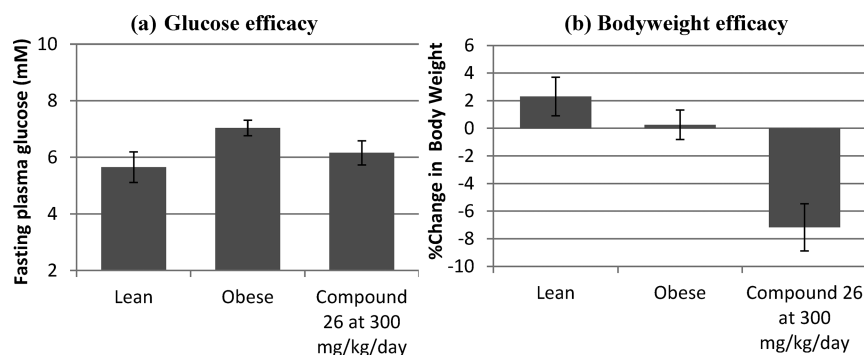 (a) Glucose efficacy
Fasting plasma glucose (mM)
10
8
6
4
2
Lean
Obese
Compound
26 at 300
mg/kg/day
(b) Bodyweight efficacy
%Change in Body Weight
6
4
2
0
-2
-4
-6
-8
-10
Lean
Obese
Compound 26
at 300
mg/kg/day